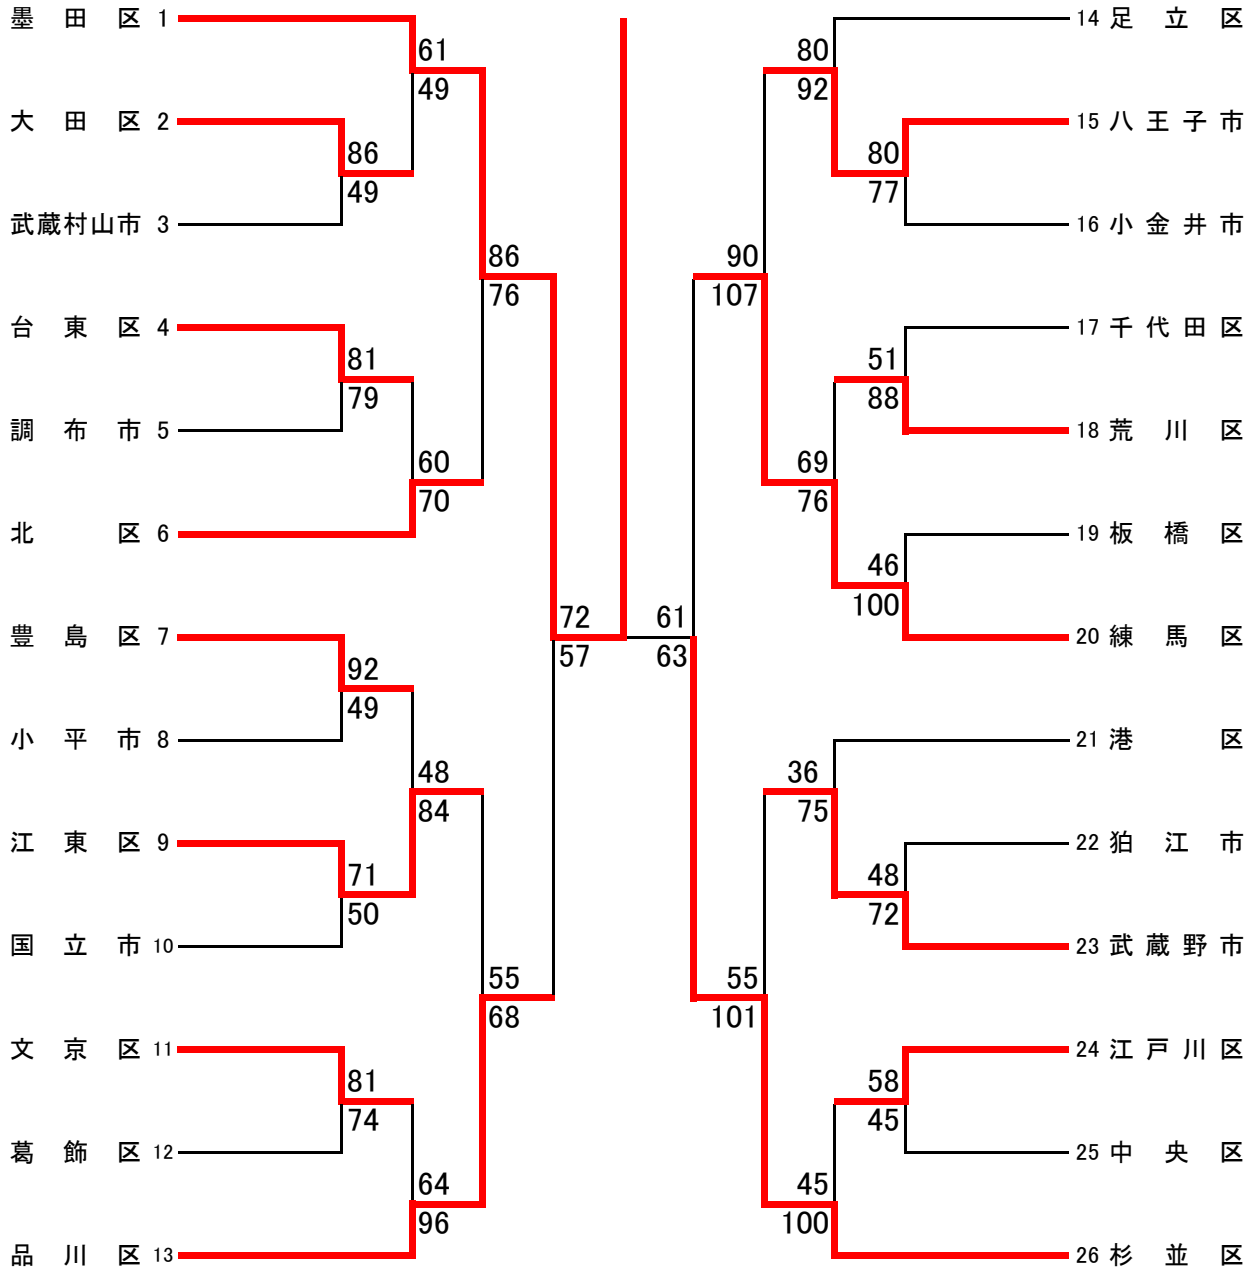 墨田区 1
61
49
大田区 2
86
49
武蔵村山市 3
86
76
台東区 4
81
79
調布市 5
60
70
北区 6
72
57
豊島区 7
92
49
小平市 8
48
84
江東区 9
71
50
国立市 10
55
68
文京区 11
81
74
葛飾区 12
64
96
品川区 13
61
63
14 足立区
80
92
15 八王子市
80
77
16 小金井市
90
107
17 千代田区
51
88
18 荒川区
69
76
19 板橋区
46
100
20 練馬区
21 港区
36
75
22 狛江市
48
72
23 武蔵野市
55
101
24 江戸川区
58
45
25 中央区
45
100
26 杉並区